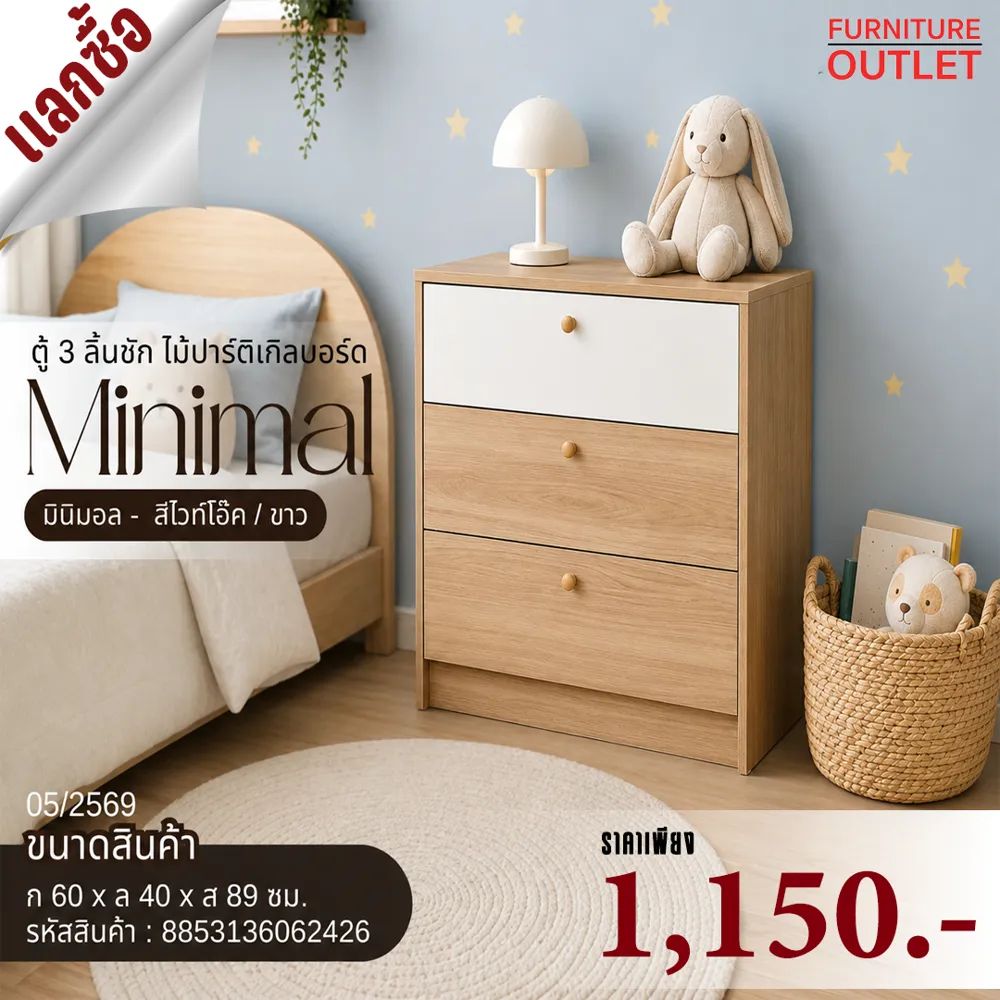 แลกซื้อ
FURNITURE
OUTLET
ตู้ 3 ลิ้นชัก ไม้ปาร์ติเกิลบอร์ด
Minimal
มินิมอล - สีไวท์โอ๊ค / ขาว
05/2569
ขนาดสินค้า
ก 60 x ล 40 x ส 89 ซม.
รหัสสินค้า : 8853136062426
ราคาเพียง
1,150.-